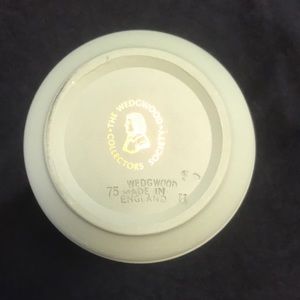 • THE WEDGWOOD •
COLLECTORS SOCIETY
WEDGWOOD
75 MADE IN
ENGLAND